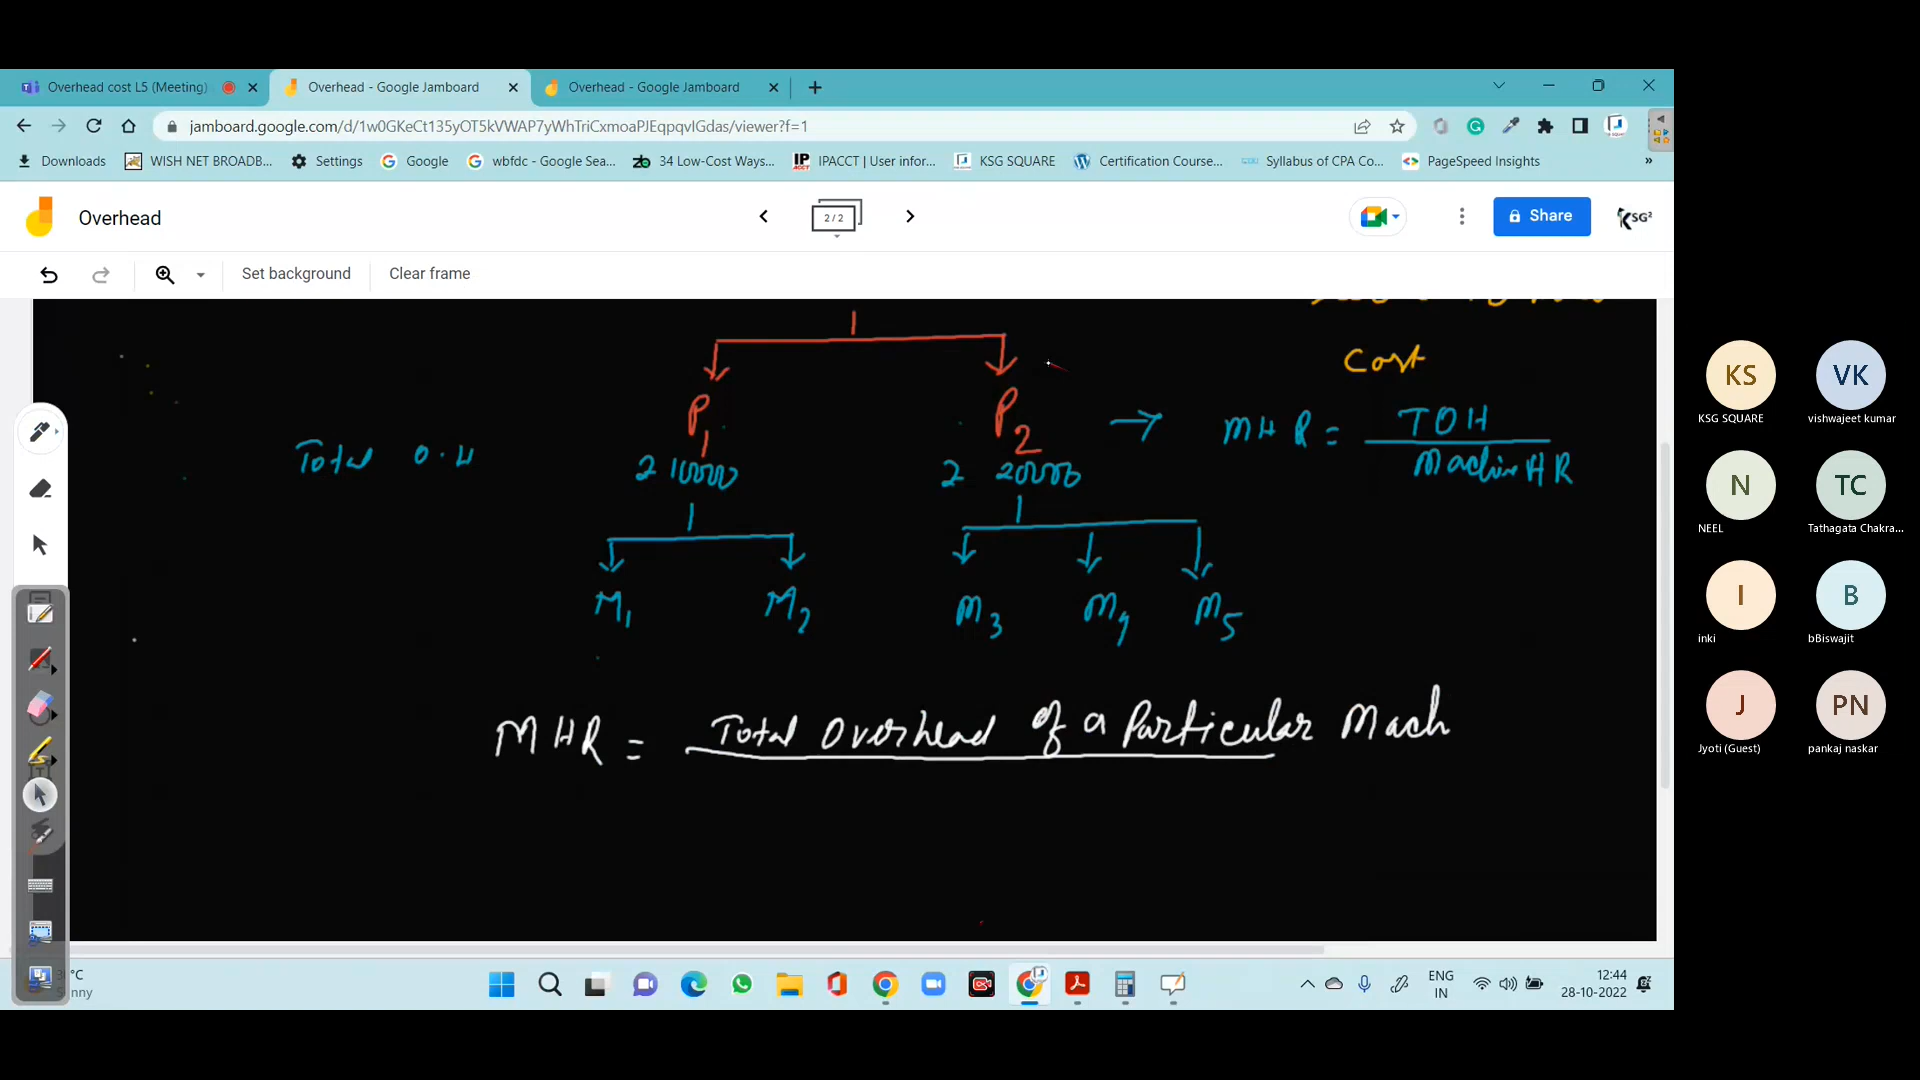 Overhead cost L5 (Meeting)
Overhead - Google Jamboard
Overhead - Google Jamboard
jamboard.google.com/d/1w0GKeCt135yOT5kVWAP7yWhTriCxmoaPJEqpqvIGdas/viewer?f=1
Downloads WISH NET BROADB... Settings Google wbfdc - Google Sea... 34 Low-Cost Ways... IPACCT | User infor... KSG SQUARE Certification Course... Syllabus of CPA Co... PageSpeed Insights »
Overhead
2 / 2
Share
KSG²
Set background Clear frame
Cost
P1 P2 → MHR = TOH
Machine HR
Total O.H 2 100000 2 200000
M1 M2 M3 M4 M5
MHR = Total Overhead of a Particular Mach
KS VK
KSG SQUARE vishwajeet kumar
N TC
NEEL Tathagata Chakra...
I B
inki bBiswajit
J PN
Jyoti (Guest) pankaj naskar
ENG
IN
12:44
28-10-2022